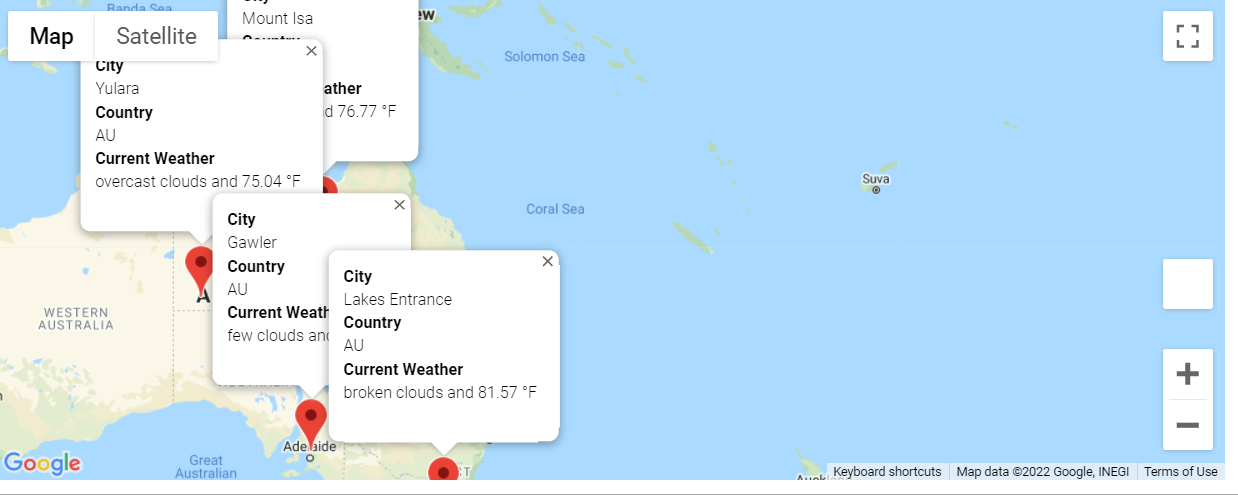 Banda Sea
Map
Satellite
Mount Isa
Country
ather
d 76.77 °F
Solomon Sea
City
Yulara
Country
AU
Current Weather
overcast clouds and 75.04 °F
Suva
Coral Sea
City
Gawler
Country
AU
Current Weath
few clouds and
City
Lakes Entrance
Country
AU
Current Weather
broken clouds and 81.57 °F
WESTERN
AUSTRALIA
Adelaide
Great
Australian
Google
Keyboard shortcuts
Map data ©2022 Google, INEGI
Terms of Use